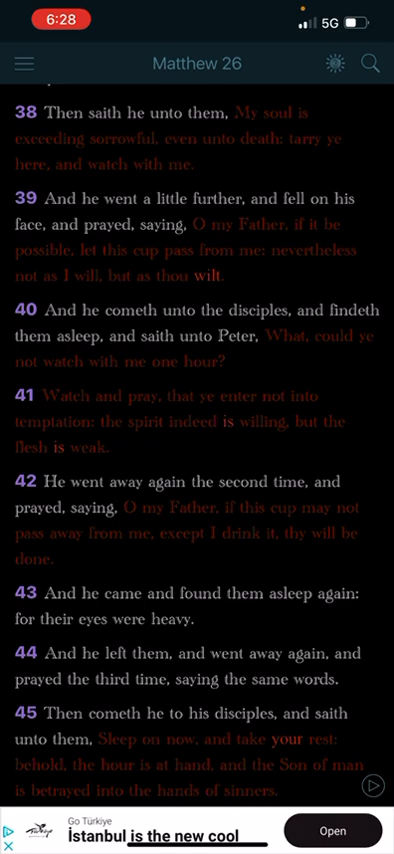 6:28
5G
Matthew 26
38 Then saith he unto them, My soul is
exceeding sorrowful, even unto death: tarry ye
here, and watch with me.
39 And he went a little further, and fell on his
face, and prayed, saying, O my Father, if it be
possible, let this cup pass from me: nevertheless
not as I will, but as thou wilt.
40 And he cometh unto the disciples, and findeth
them asleep, and saith unto Peter, What, could ye
not watch with me one hour?
41 Watch and pray, that ye enter not into
temptation: the spirit indeed is willing, but the
flesh is weak.
42 He went away again the second time, and
prayed, saying, O my Father, if this cup may not
pass away from me, except I drink it, thy will be
done.
43 And he came and found them asleep again:
for their eyes were heavy.
44 And he left them, and went away again, and
prayed the third time, saying the same words.
45 Then cometh he to his disciples, and saith
unto them, Sleep on now, and take your rest:
behold, the hour is at hand, and the Son of man
is betrayed into the hands of sinners.
Go Türkiye
İstanbul is the new cool
Open